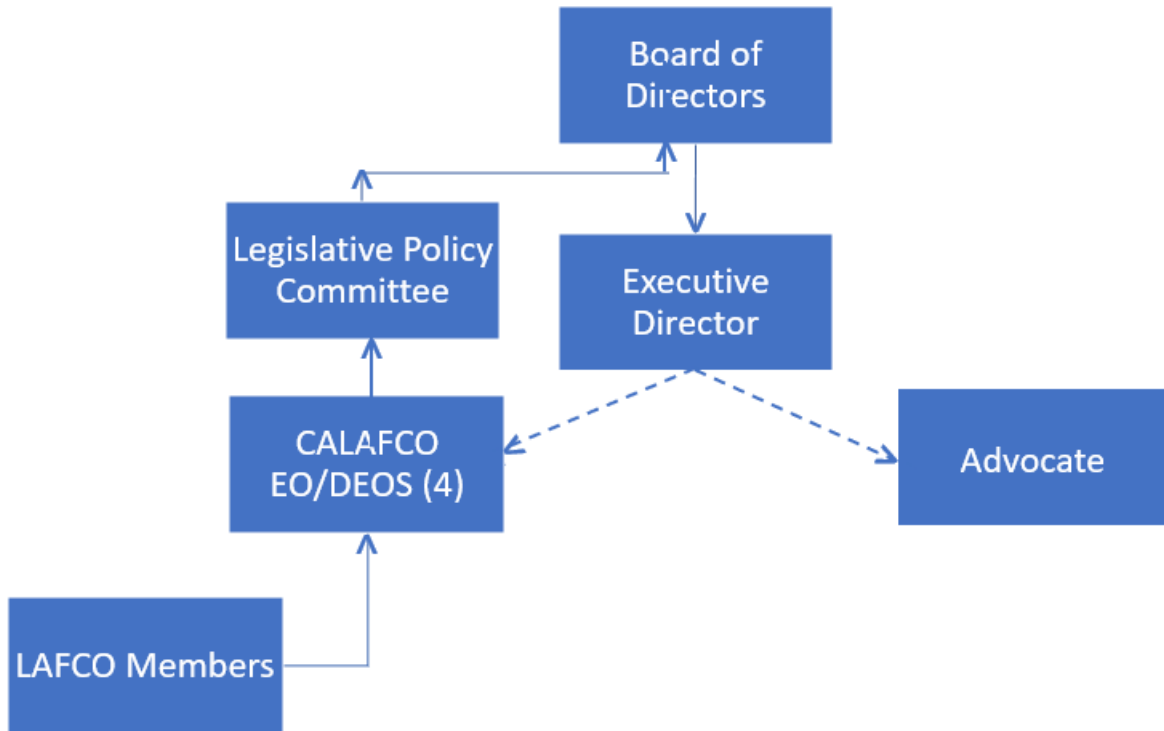 Board of
Directors
Legislative Policy
Committee
Executive
Director
CALAFCO
EO/DEOS (4)
Advocate
LAFCO Members